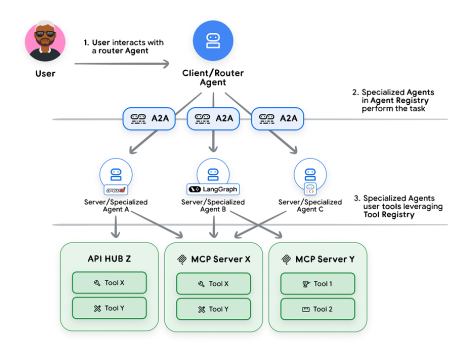 1. User interacts with
a router Agent
User
Client/Router
Agent
2. Specialized Agents
in Agent Registry
perform the task
A2A
A2A
A2A
crewai
LangGraph
Server/Specialized
Agent A
Server/Specialized
Agent B
Server/Specialized
Agent C
3. Specialized Agents
user tools leveraging
Tool Registry
API HUB Z
Tool X
Tool Y
MCP Server X
Tool X
Tool Y
MCP Server Y
Tool 1
Tool 2